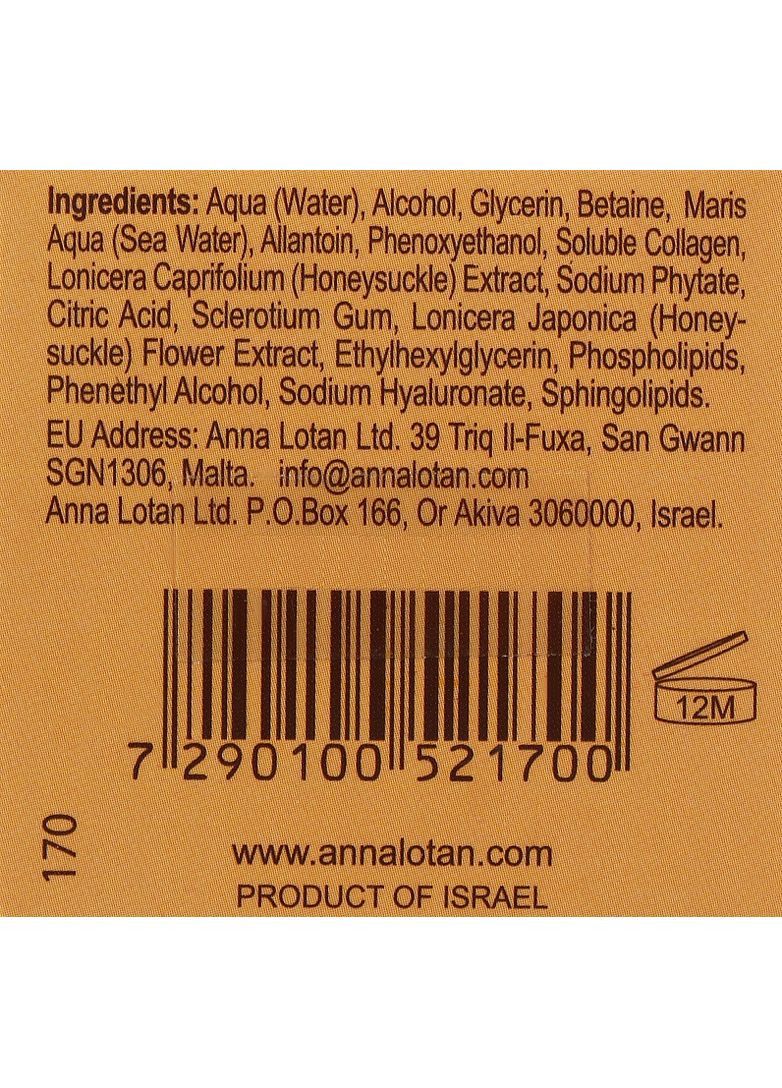 Ingredients: Aqua (Water), Alcohol, Glycerin, Betaine, Maris
Aqua (Sea Water), Allantoin, Phenoxyethanol, Soluble Collagen,
Lonicera Caprifolium (Honeysuckle) Extract, Sodium Phytate,
Citric Acid, Sclerotium Gum, Lonicera Japonica (Honey-
suckle) Flower Extract, Ethylhexylglycerin, Phospholipids,
Phenethyl Alcohol, Sodium Hyaluronate, Sphingolipids.
EU Address: Anna Lotan Ltd. 39 Triq Il-Fuxa, San Gwann
SGN1306, Malta. info@annalotan.com
Anna Lotan Ltd. P.O.Box 166, Or Akiva 3060000, Israel.
12M
7 290100 521700
170
www.annalotan.com
PRODUCT OF ISRAEL